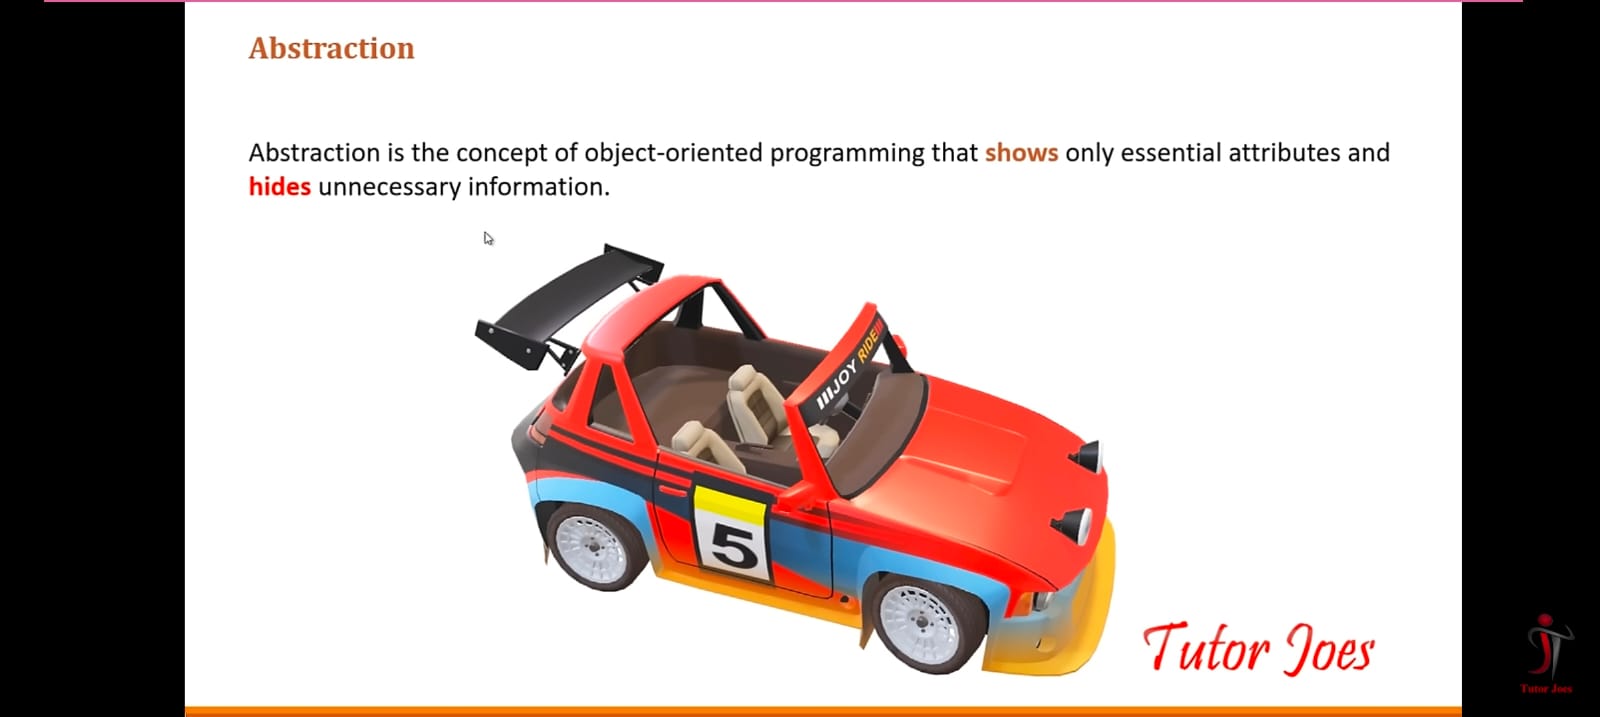 Abstraction
Abstraction is the concept of object-oriented programming that shows only essential attributes and
hides unnecessary information.
JOY RIDE
5
Tutor Joes
Tutor Joes